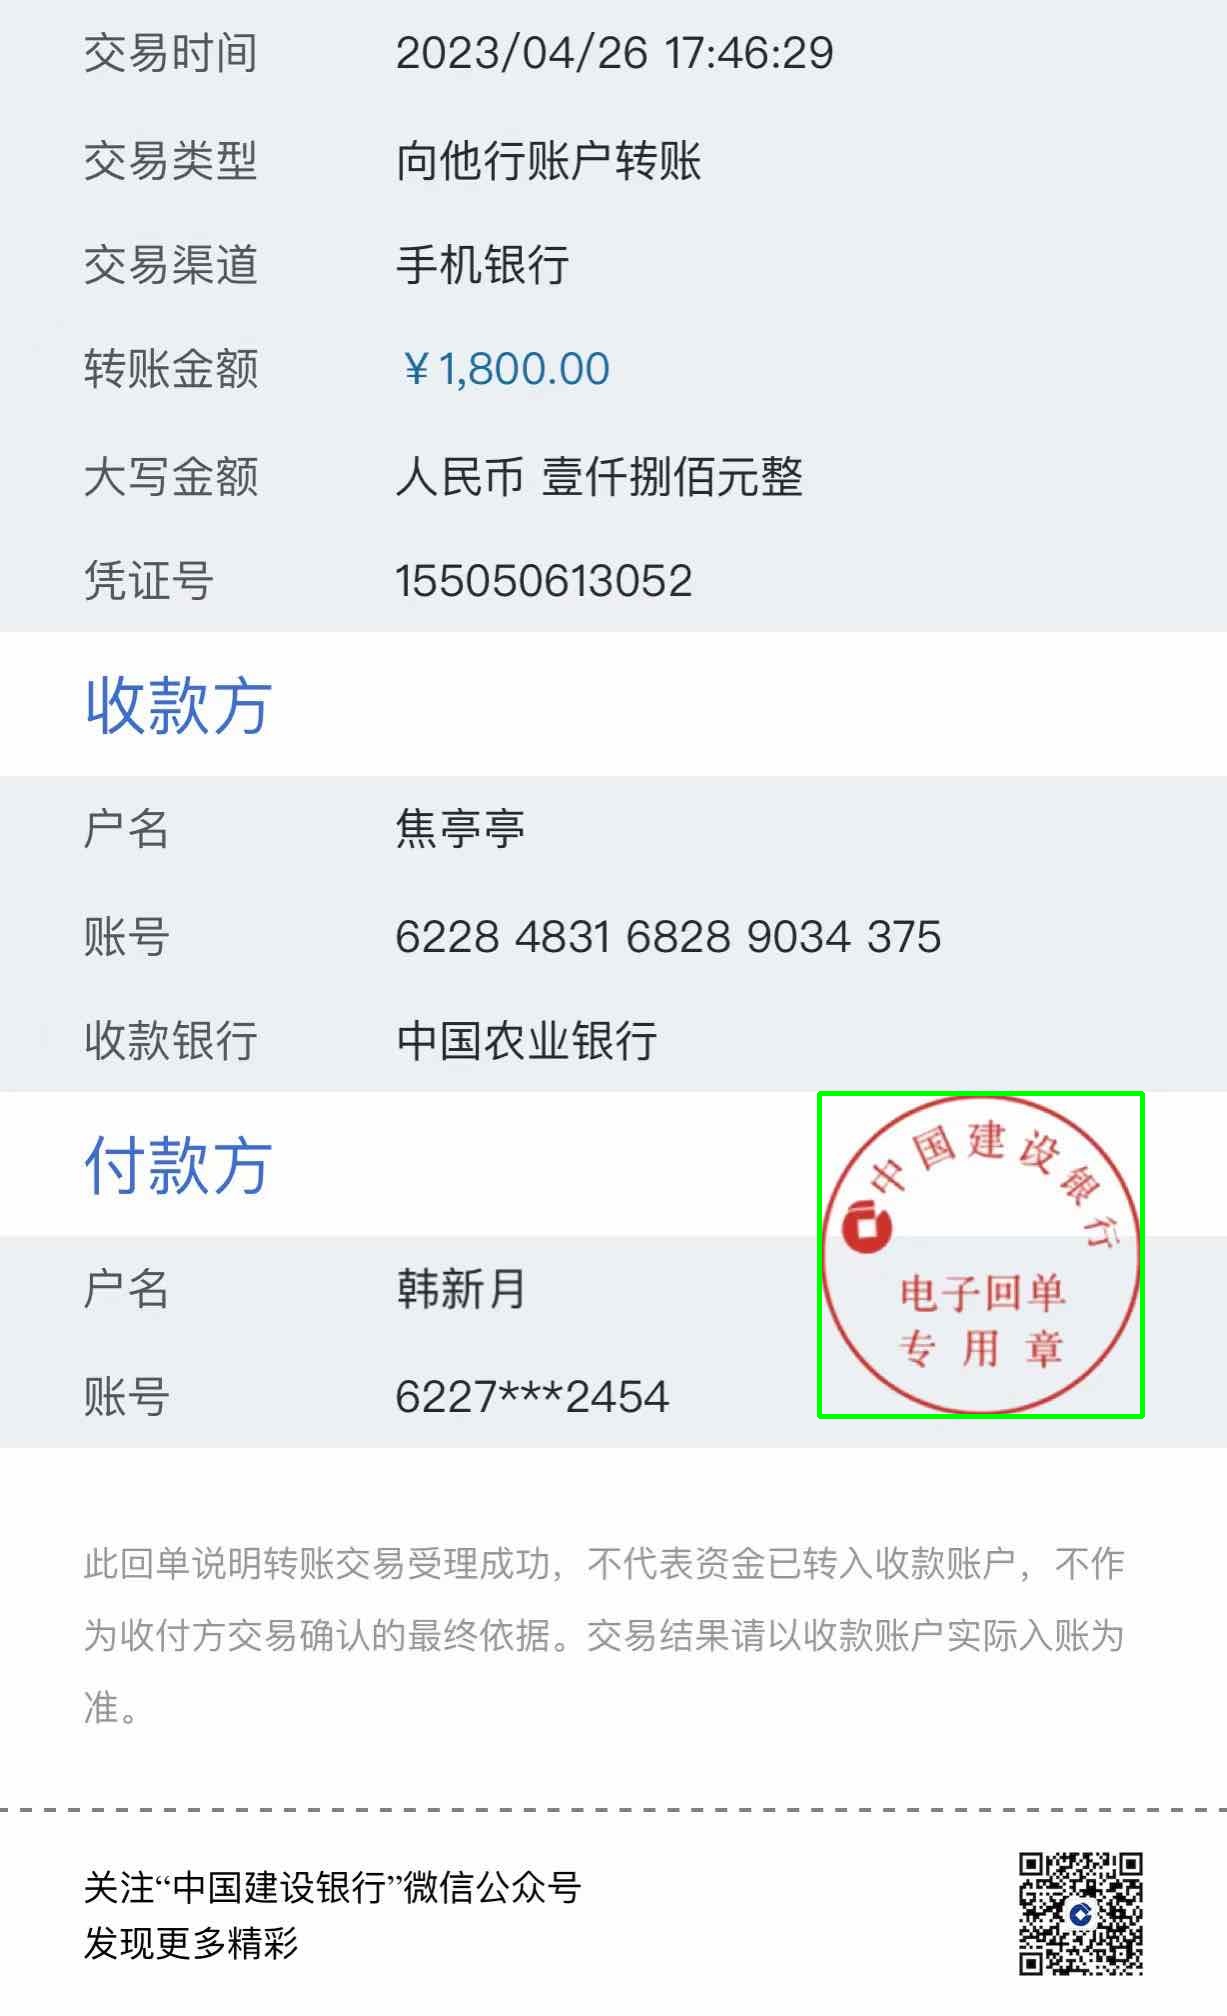 交易时间 2023/04/26 17:46:29
交易类型 向他行账户转账
交易渠道 手机银行
转账金额 ¥1,800.00
大写金额 人民币 壹仟捌佰元整
凭证号 155050613052
收款方
户名 焦亭亭
账号 6228 4831 6828 9034 375
收款银行 中国农业银行
付款方
中国建设银行
户名 韩新月
电子回单
专用章
账号 6227***2454
此回单说明转账交易受理成功，不代表资金已转入收款账户，不作
为收付方交易确认的最终依据。交易结果请以收款账户实际入账为
准。
关注“中国建设银行”微信公众号
发现更多精彩